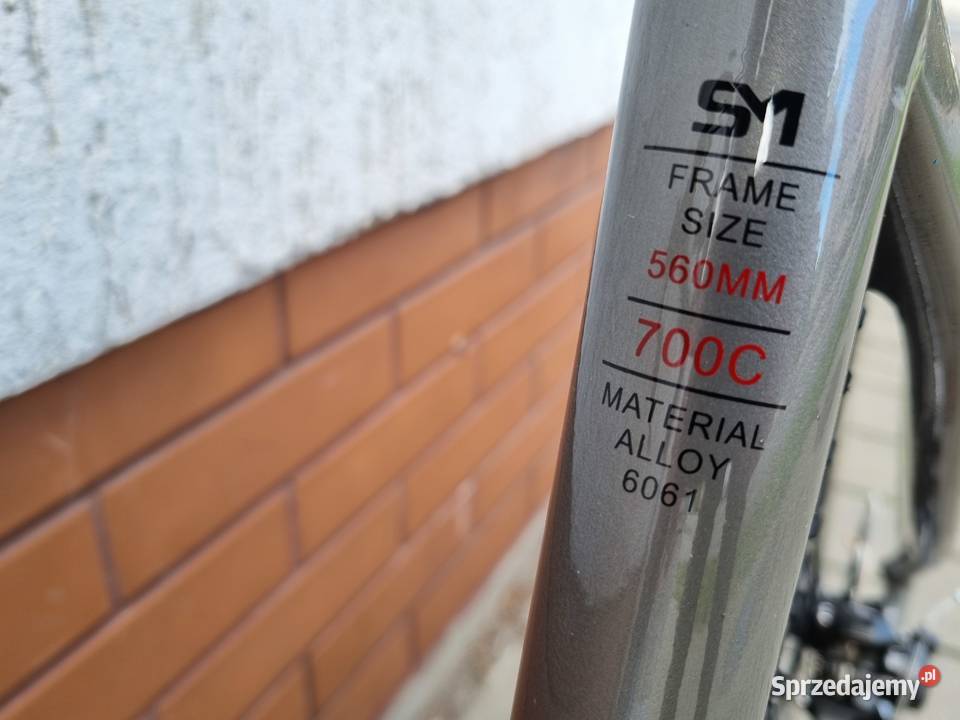 SM
FRAME
SIZE
560MM
700C
MATERIAL
ALLOY
6061
Sprzedajemy.pl